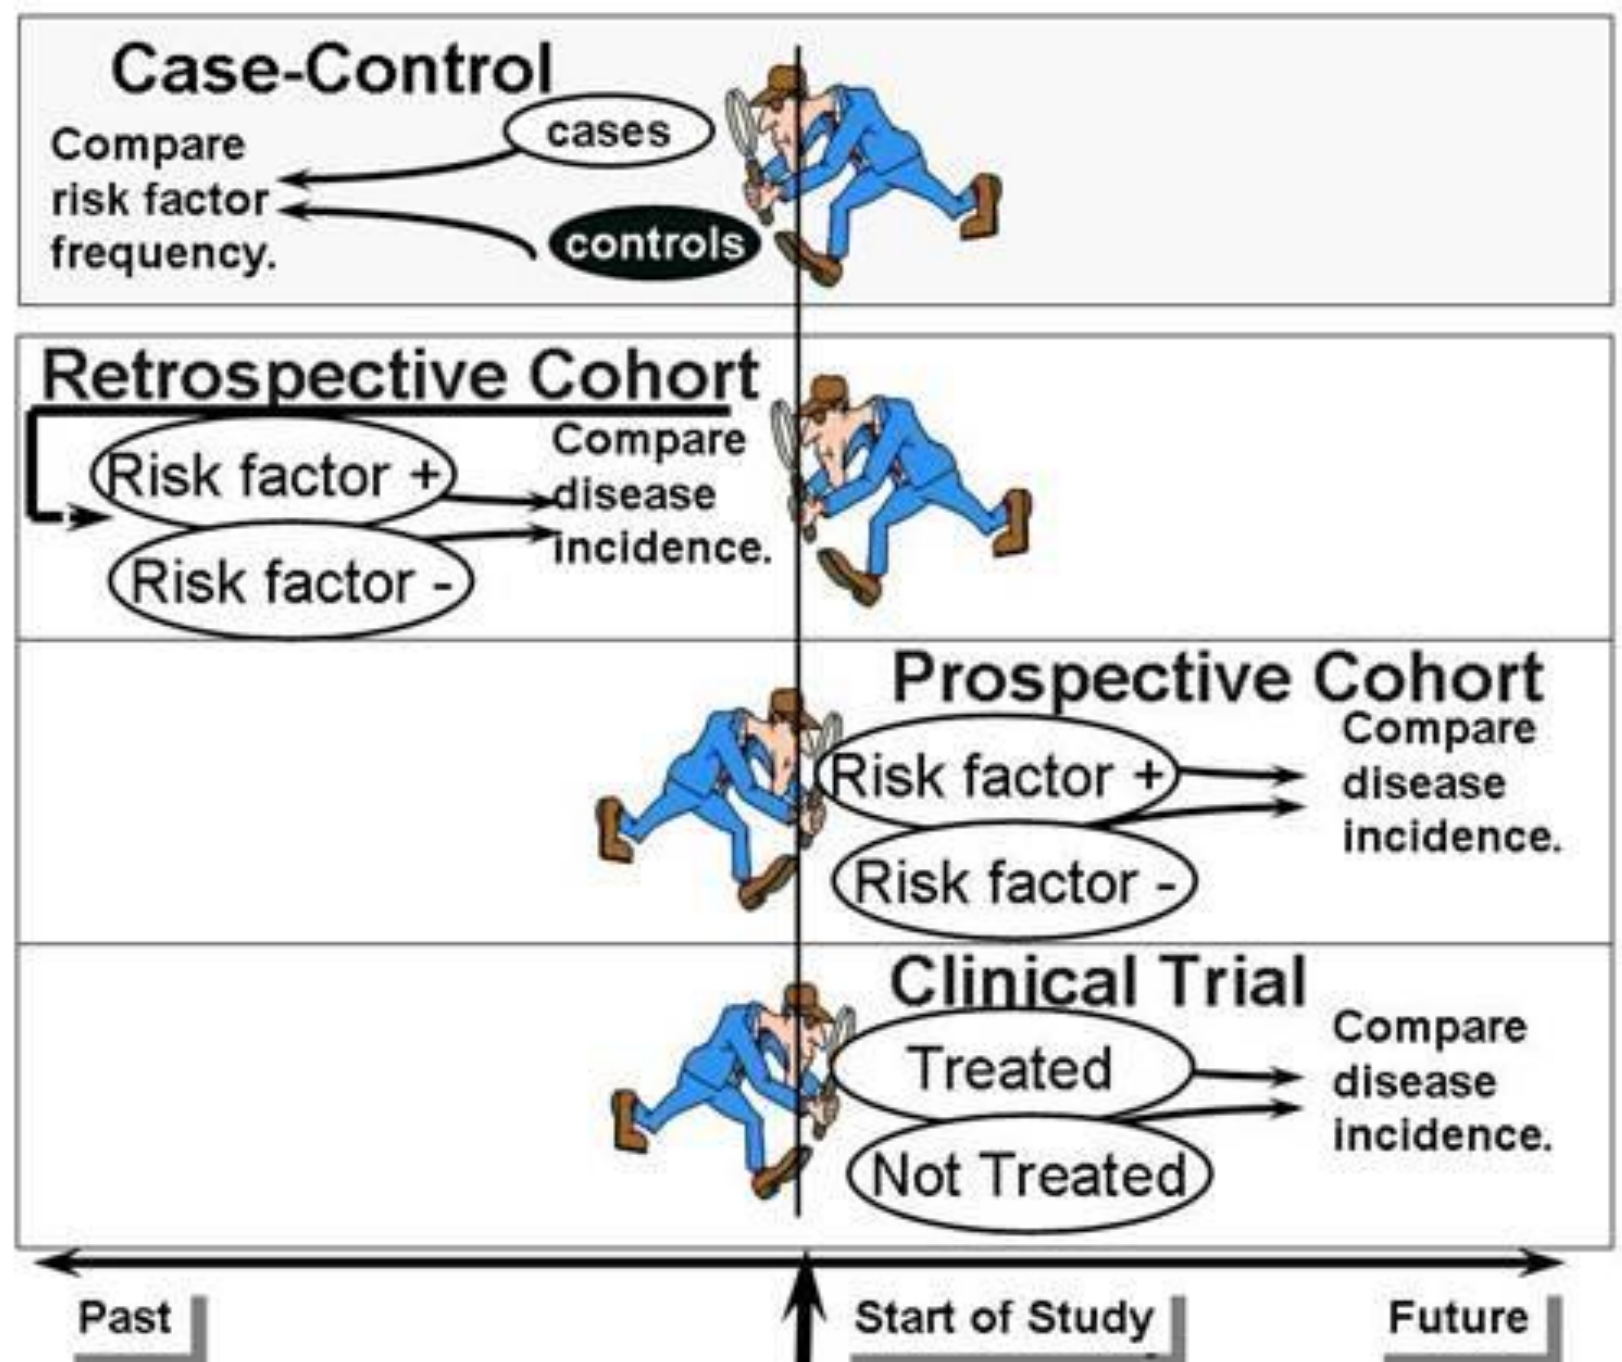 Case-Control
Compare
risk factor
frequency.
cases
controls
Retrospective Cohort
Risk factor +
Risk factor -
Compare
disease
incidence.
Prospective Cohort
Risk factor +
Risk factor -
Compare
disease
incidence.
Clinical Trial
Treated
Not Treated
Compare
disease
incidence.
Past
Start of Study
Future